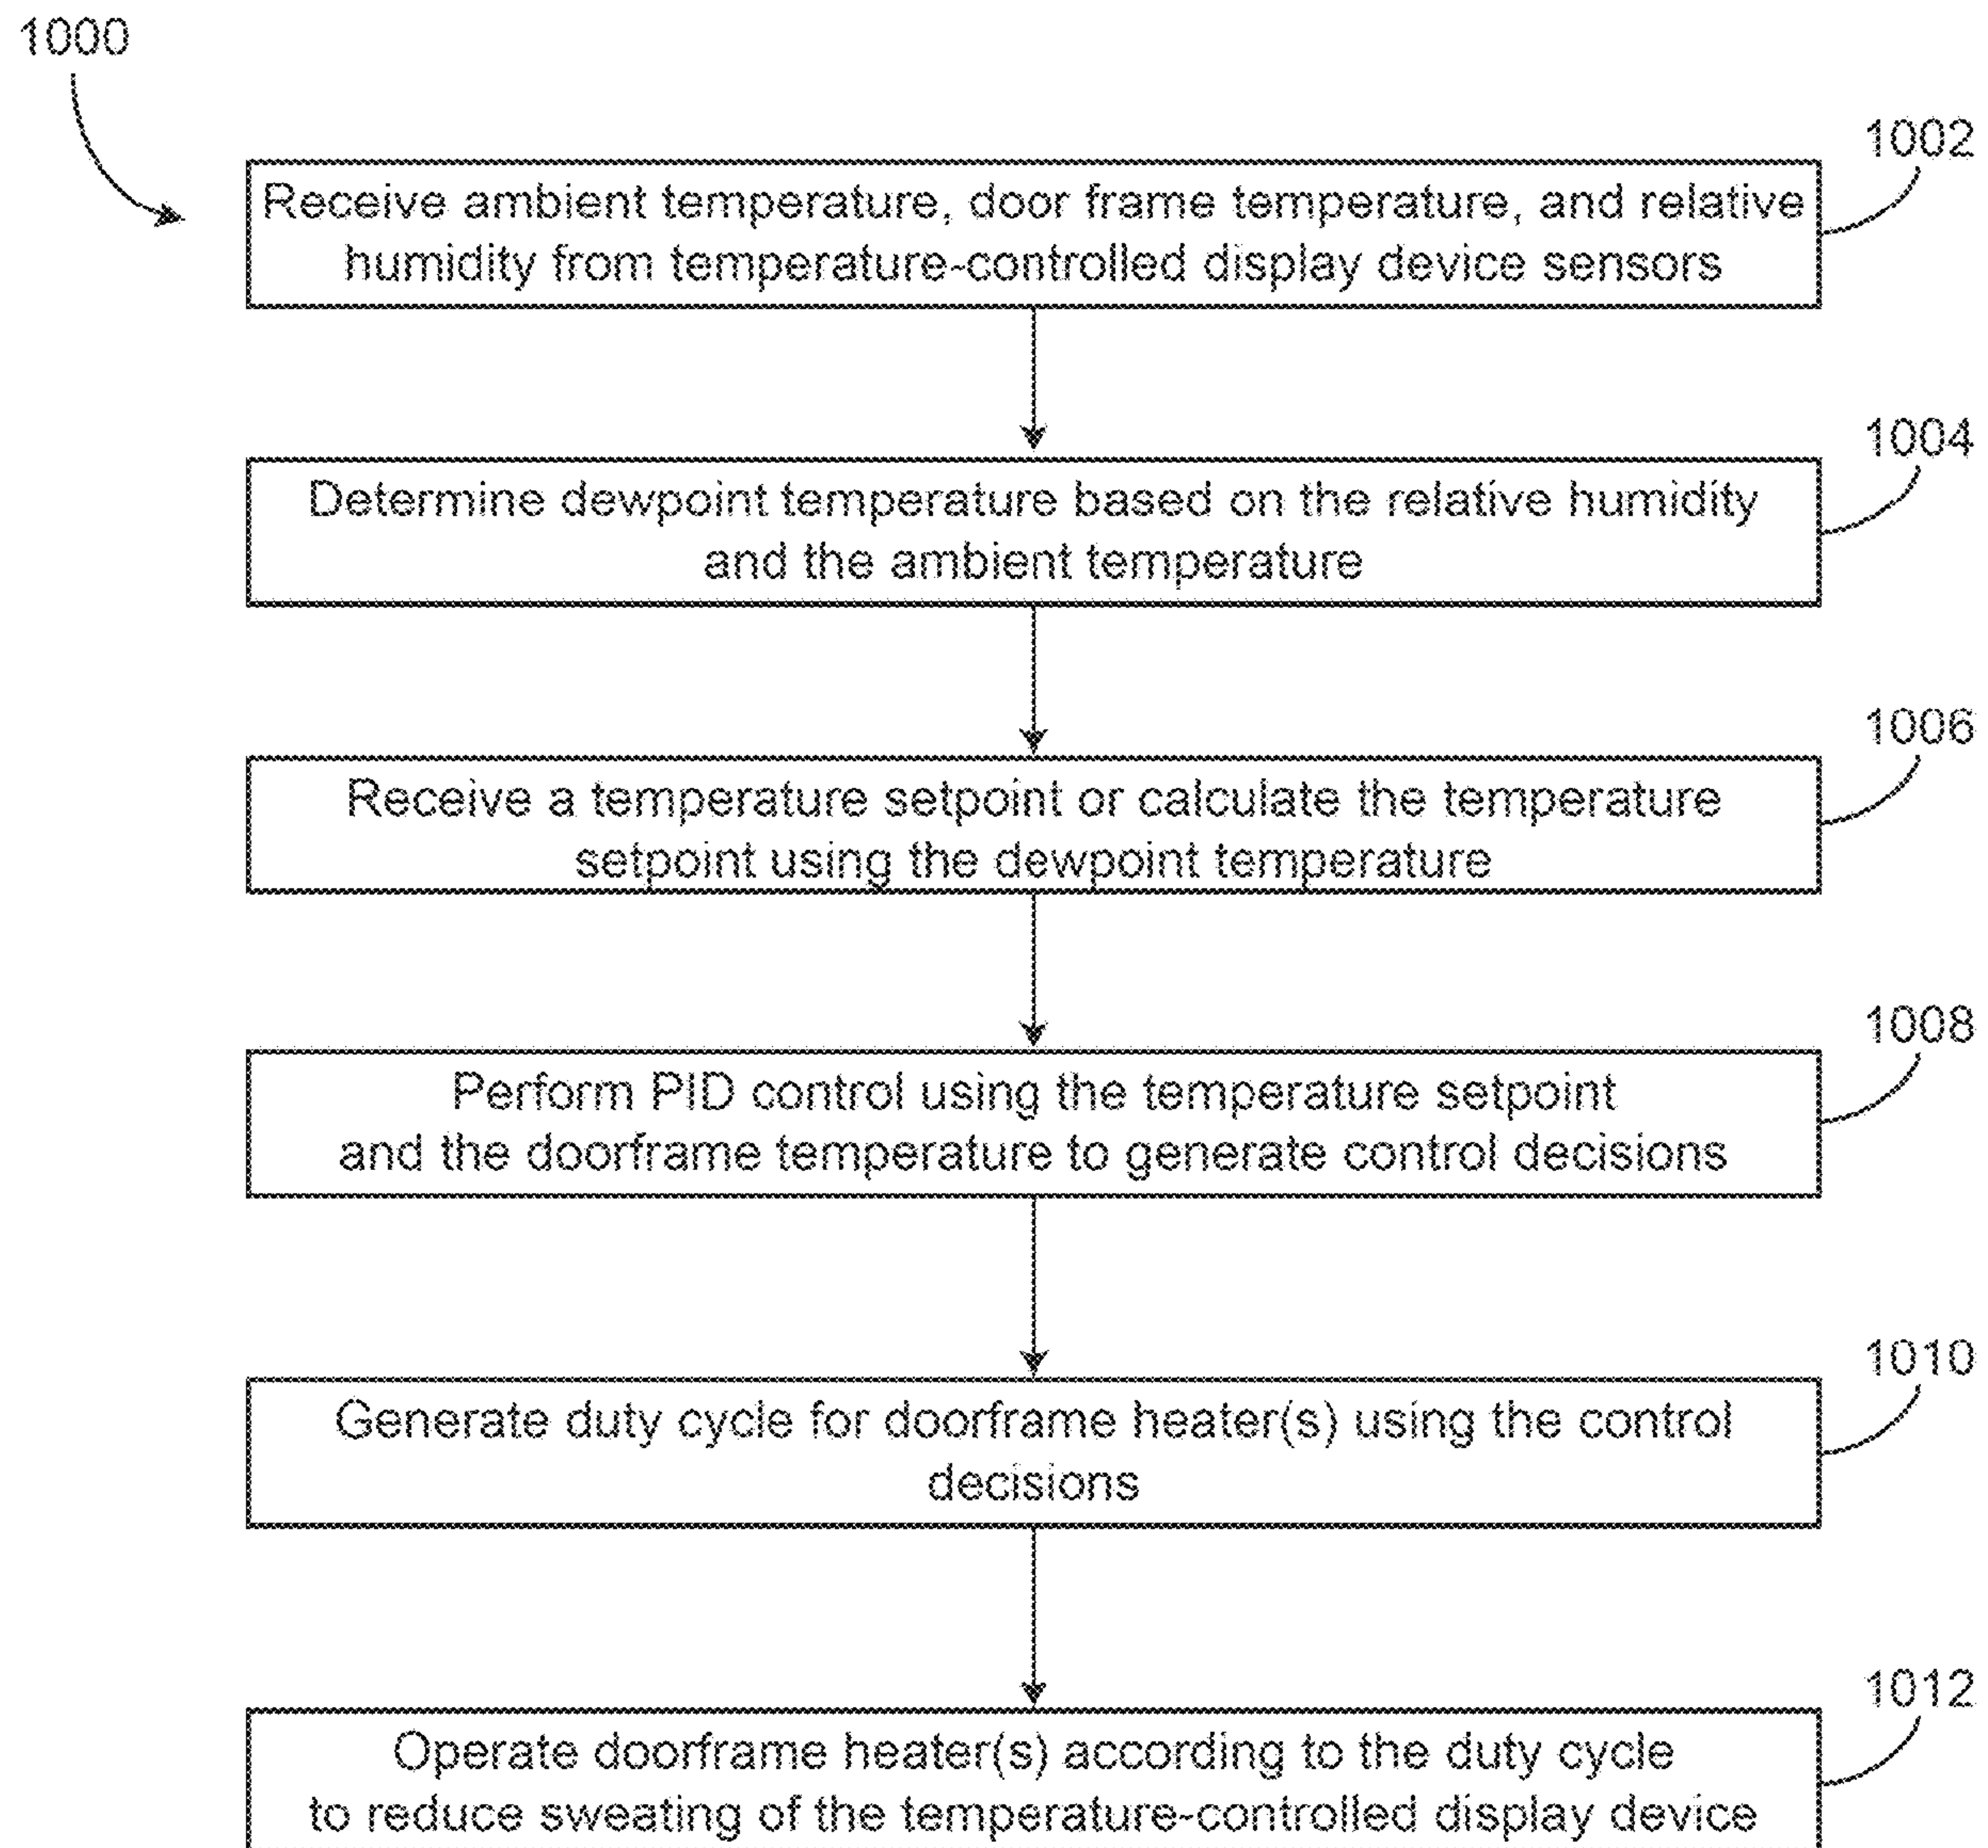 1000
1002
Receive ambient temperature, door frame temperature, and relative
humidity from temperature-controlled display device sensors
1004
Determine dewpoint temperature based on the relative humidity
and the ambient temperature
1006
Receive a temperature setpoint or calculate the temperature
setpoint using the dewpoint temperature
1008
Perform PID control using the temperature setpoint
and the doorframe temperature to generate control decisions
1010
Generate duty cycle for doorframe heater(s) using the control
decisions
1012
Operate doorframe heater(s) according to the duty cycle
to reduce sweating of the temperature-controlled display device